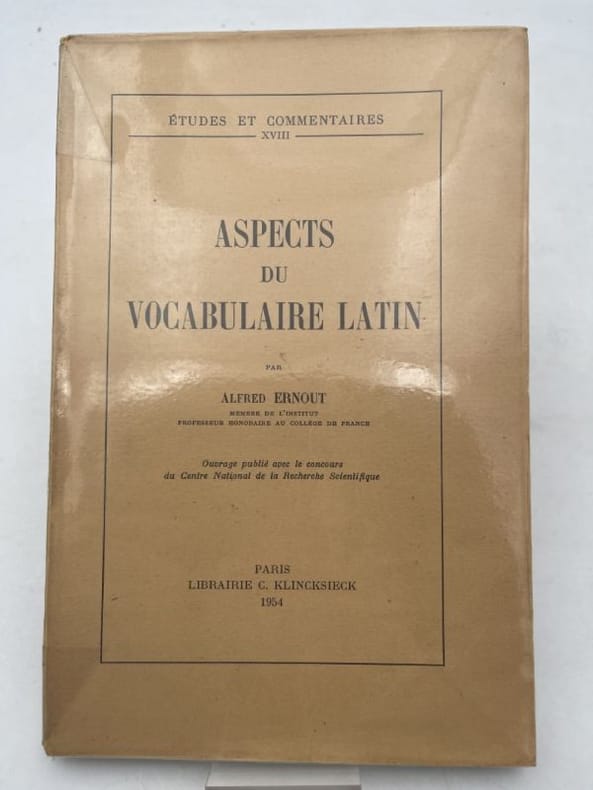 ÉTUDES ET COMMENTAIRES
XVIII
ASPECTS
DU
VOCABULAIRE LATIN
PAR
ALFRED ERNOUT
MEMBRE DE L'INSTITUT
PROFESSEUR HONORAIRE AU COLLÈGE DE FRANCE
Ouvrage publié avec le concours
du Centre National de la Recherche Scientifique
PARIS
LIBRAIRIE C. KLINCKSIECK
1954